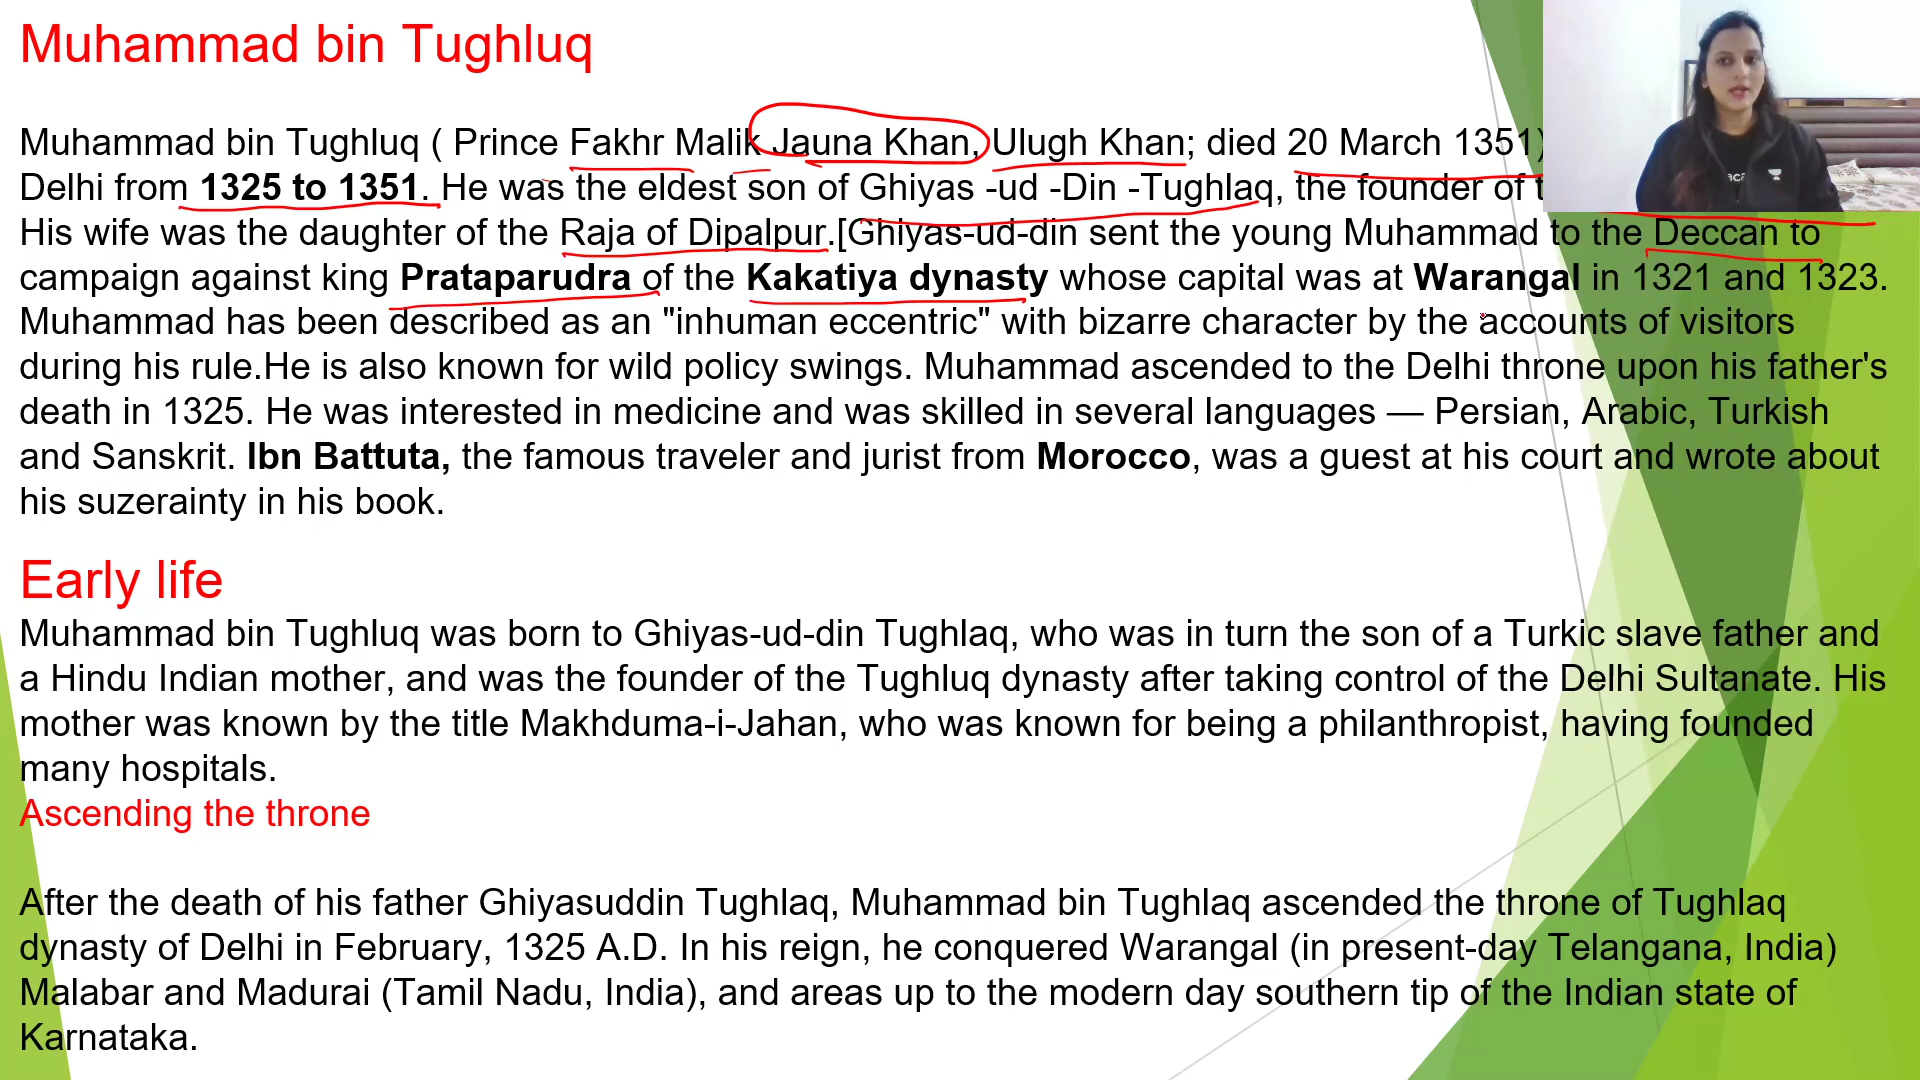 Muhammad bin Tughluq
Muhammad bin Tughluq ( Prince Fakhr Malik Jauna Khan, Ulugh Khan; died 20 March 1351)
Delhi from 1325 to 1351. He was the eldest son of Ghiyas -ud -Din -Tughlaq, the founder of
His wife was the daughter of the Raja of Dipalpur.[Ghiyas-ud-din sent the young Muhammad to the Deccan to
campaign against king Prataparudra of the Kakatiya dynasty whose capital was at Warangal in 1321 and 1323.
Muhammad has been described as an "inhuman eccentric" with bizarre character by the accounts of visitors
during his rule.He is also known for wild policy swings. Muhammad ascended to the Delhi throne upon his father's
death in 1325. He was interested in medicine and was skilled in several languages — Persian, Arabic, Turkish
and Sanskrit. Ibn Battuta, the famous traveler and jurist from Morocco, was a guest at his court and wrote about
his suzerainty in his book.
Early life
Muhammad bin Tughluq was born to Ghiyas-ud-din Tughlaq, who was in turn the son of a Turkic slave father and
a Hindu Indian mother, and was the founder of the Tughluq dynasty after taking control of the Delhi Sultanate. His
mother was known by the title Makhduma-i-Jahan, who was known for being a philanthropist, having founded
many hospitals.
Ascending the throne
After the death of his father Ghiyasuddin Tughlaq, Muhammad bin Tughlaq ascended the throne of Tughlaq
dynasty of Delhi in February, 1325 A.D. In his reign, he conquered Warangal (in present-day Telangana, India)
Malabar and Madurai (Tamil Nadu, India), and areas up to the modern day southern tip of the Indian state of
Karnataka.